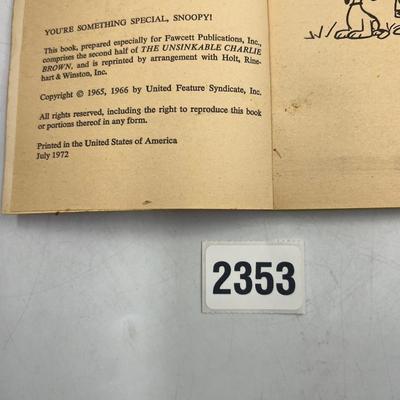 YOU'RE SOMETHING SPECIAL, SNOOPY!
This book, prepared especially for Fawcett Publications, Inc.,
comprises the second half of THE UNSINKABLE CHARLIE
BROWN, and is reprinted by arrangement with Holt, Rine-
hart & Winston, Inc.
Copyright © 1965, 1966 by United Feature Syndicate, Inc.
All rights reserved, including the right to reproduce this book
or portions thereof in any form.
Printed in the United States of America
July 1972
2353